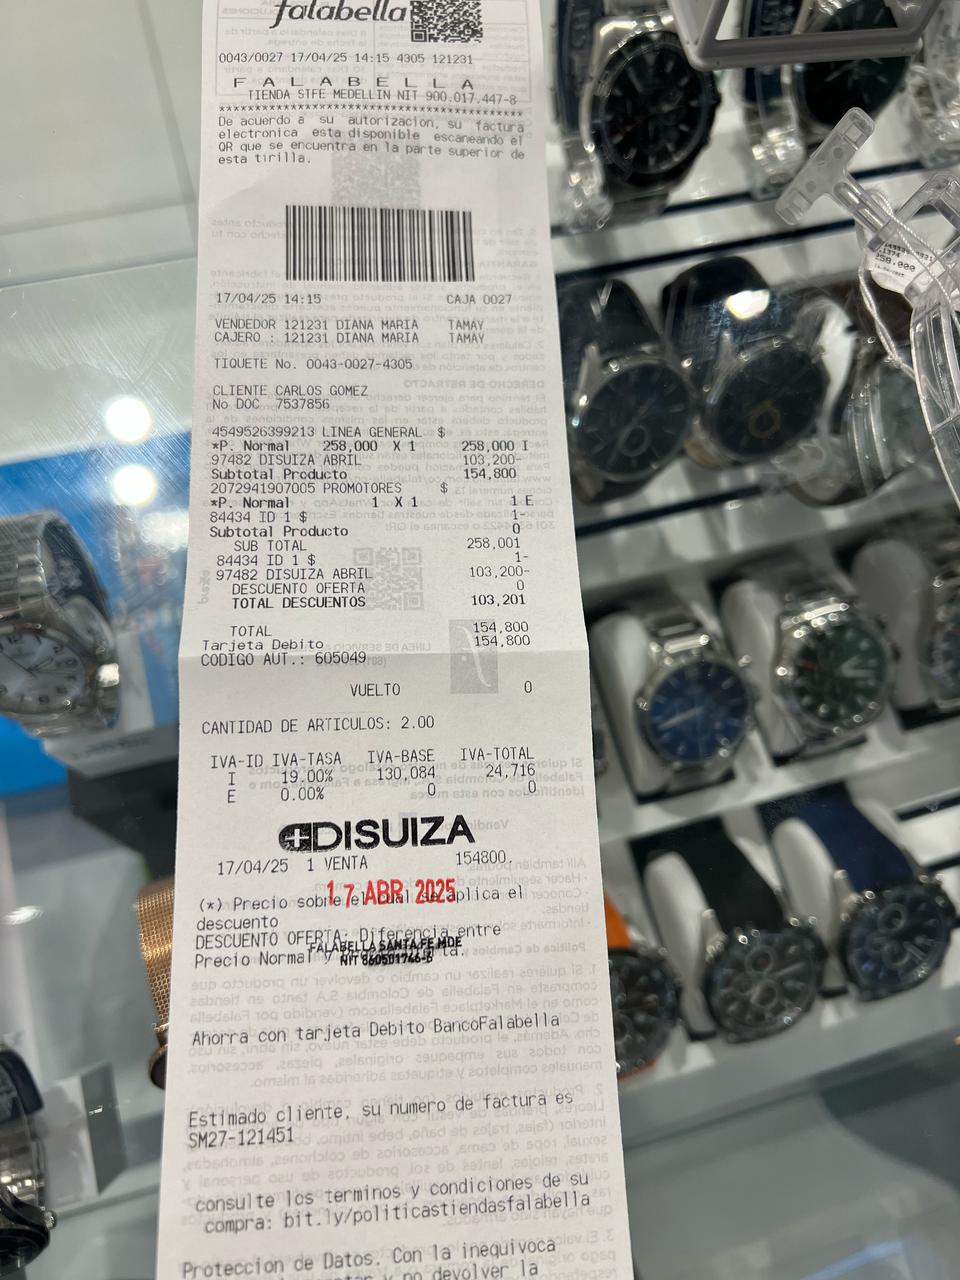 falabella
0043/0027 17/04/25 14:15 4305 121231
F A L A B E L L A
TIENDA STFE MEDELLIN NIT 900.017.447-8
****************************************
De acuerdo a su autorizacion, su factura
electronica esta disponible escaneando el
QR que se encuentra en la parte superior de
esta tirilla.
17/04/25 14:15 CAJA 0027
VENDEDOR 121231 DIANA MARIA TAMAY
CAJERO : 121231 DIANA MARIA TAMAY
TIQUETE No. 0043-0027-4305
CLIENTE CARLOS GOMEZ
No DOC 7537856
4549526399213 LINEA GENERAL $
*P. Normal 258,000 X 1 258,000 I
97482 DISUIZA ABRIL 103,200-
Subtotal Producto 154,800
2072941907005 PROMOTORES $
*P. Normal 1 X 1 1 E
84434 ID 1 $ 1-
Subtotal Producto 0
SUB TOTAL 258,001
84434 ID 1 $ 1-
97482 DISUIZA ABRIL 103,200-
DESCUENTO OFERTA 0
TOTAL DESCUENTOS 103,201
TOTAL 154,800
Tarjeta Debito 154,800
CODIGO AUT.: 605049
VUELTO 0
CANTIDAD DE ARTICULOS: 2.00
IVA-ID IVA-TASA IVA-BASE IVA-TOTAL
I 19.00% 130,084 24,716
E 0.00% 0 0
DISUIZA
17/04/25 1 VENTA 154800.
17 ABR 2025
(*) Precio sobre el cual se aplica el
descuento
DESCUENTO OFERTA: Diferencia entre
FALABELLA SANTA FE MDE
Precio Normal y
NIT 860501746-6
Ahorra con tarjeta Debito BancoFalabella
Estimado cliente, su numero de factura es
SM27-121451
consulte los terminos y condiciones de su
compra: bit.ly/politicastiendasfalabella
Proteccion de Datos. Con la inequivoca
y no devolver la
258.000